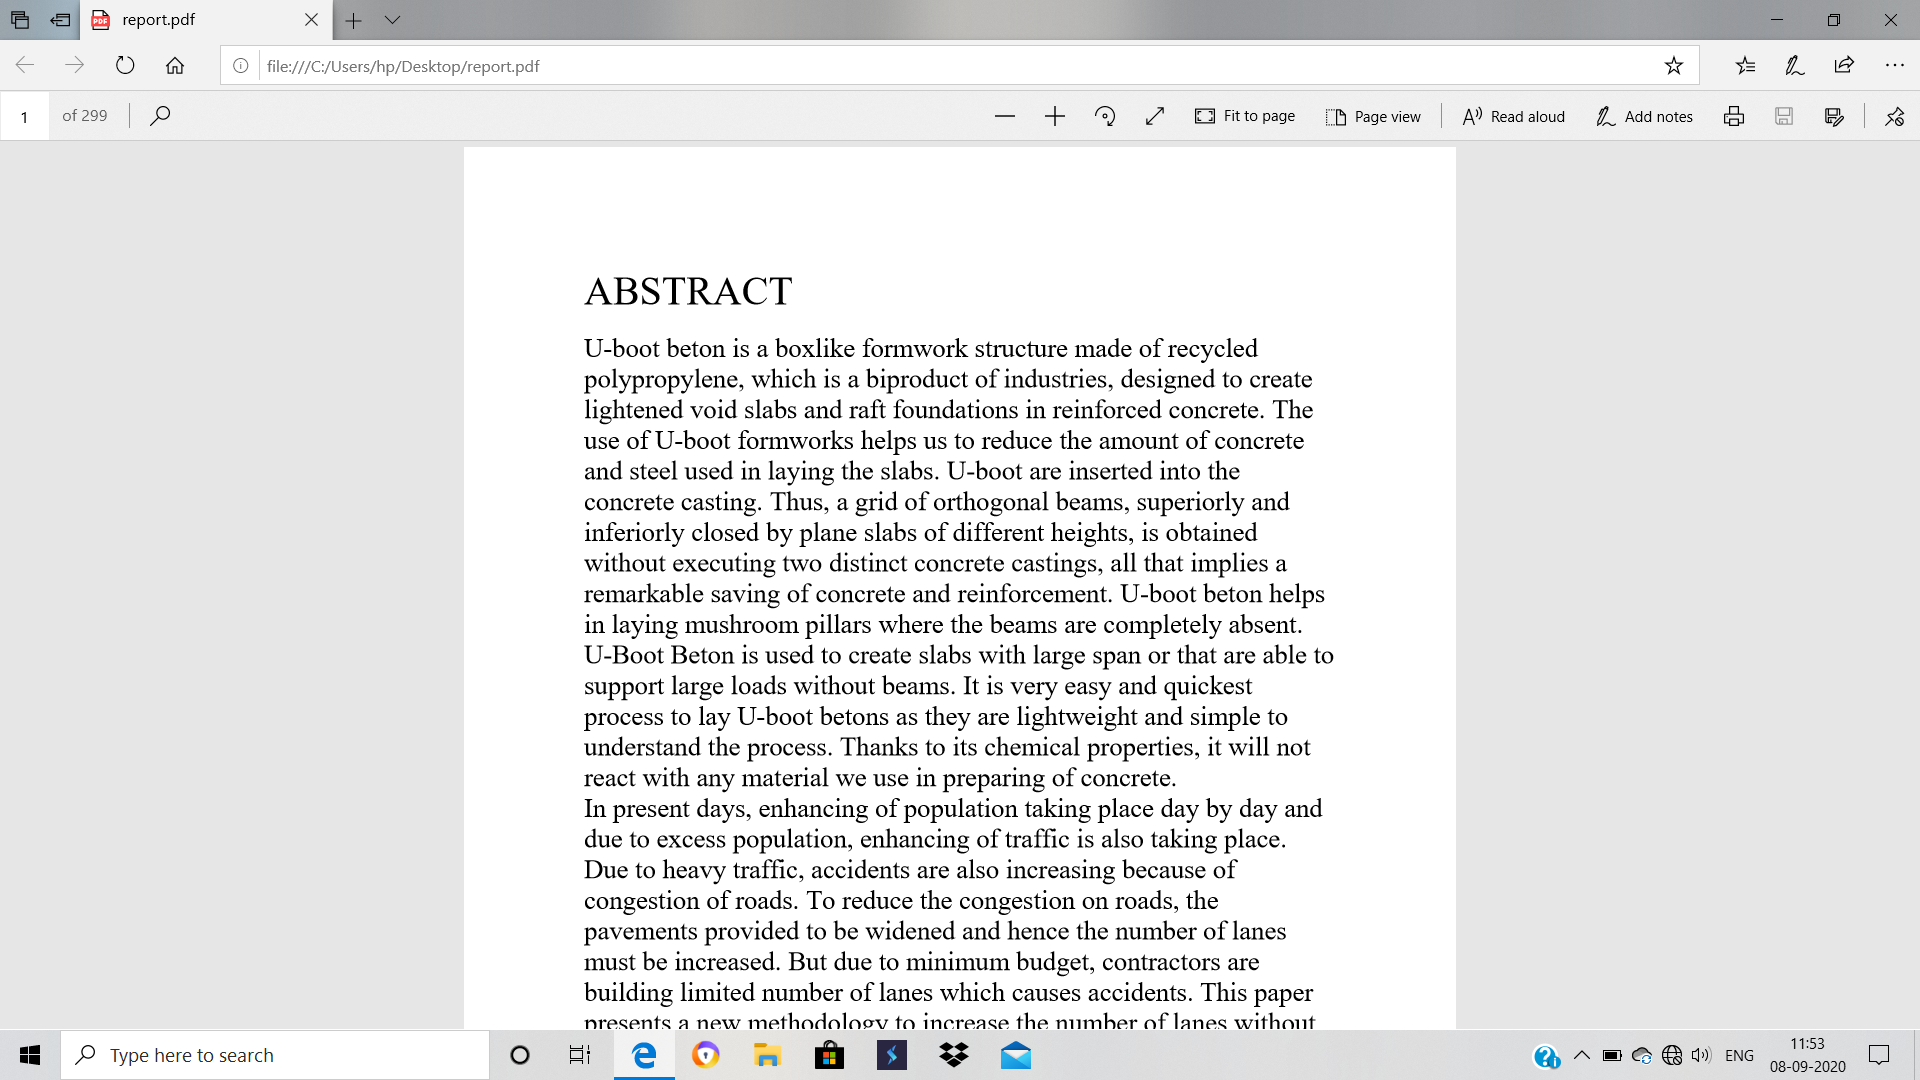 report.pdf
file:///C:/Users/hp/Desktop/report.pdf
1 of 299
Fit to page
Page view
Read aloud
Add notes
ABSTRACT
U-boot beton is a boxlike formwork structure made of recycled
polypropylene, which is a biproduct of industries, designed to create
lightened void slabs and raft foundations in reinforced concrete. The
use of U-boot formworks helps us to reduce the amount of concrete
and steel used in laying the slabs. U-boot are inserted into the
concrete casting. Thus, a grid of orthogonal beams, superiorly and
inferiorly closed by plane slabs of different heights, is obtained
without executing two distinct concrete castings, all that implies a
remarkable saving of concrete and reinforcement. U-boot beton helps
in laying mushroom pillars where the beams are completely absent.
U-Boot Beton is used to create slabs with large span or that are able to
support large loads without beams. It is very easy and quickest
process to lay U-boot betons as they are lightweight and simple to
understand the process. Thanks to its chemical properties, it will not
react with any material we use in preparing of concrete.
In present days, enhancing of population taking place day by day and
due to excess population, enhancing of traffic is also taking place.
Due to heavy traffic, accidents are also increasing because of
congestion of roads. To reduce the congestion on roads, the
pavements provided to be widened and hence the number of lanes
must be increased. But due to minimum budget, contractors are
building limited number of lanes which causes accidents. This paper
presents a new methodology to increase the number of lanes without
Type here to search
ENG
11:53
08-09-2020